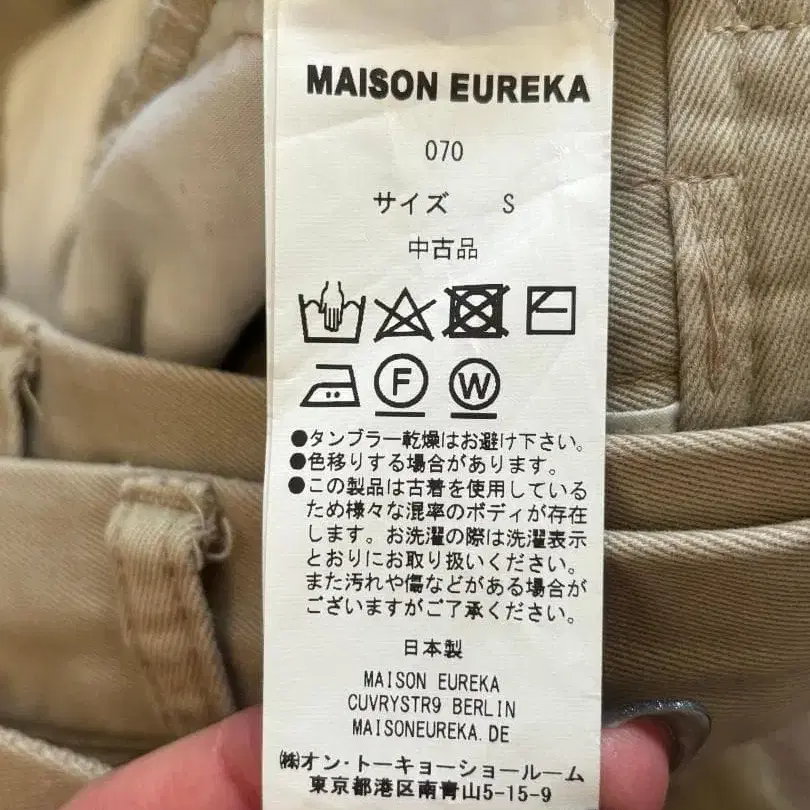 MAISON EUREKA
070
サイズ S
中古品
F W
●タンブラー乾燥はお避け下さい。
●色移りする場合があります。
●この製品は古着を使用している
ため様々な混率のボディが存在
します。お洗濯の際は洗濯表示
とおりにお取り扱いください。
また汚れや傷などがある場合が
ございますがご了承ください。
日本製
MAISON EUREKA
CUVRYSTR9 BERLIN
MAISONEUREKA.DE
㈱オン・トーキョーショールーム
東京都港区南青山5-15-9